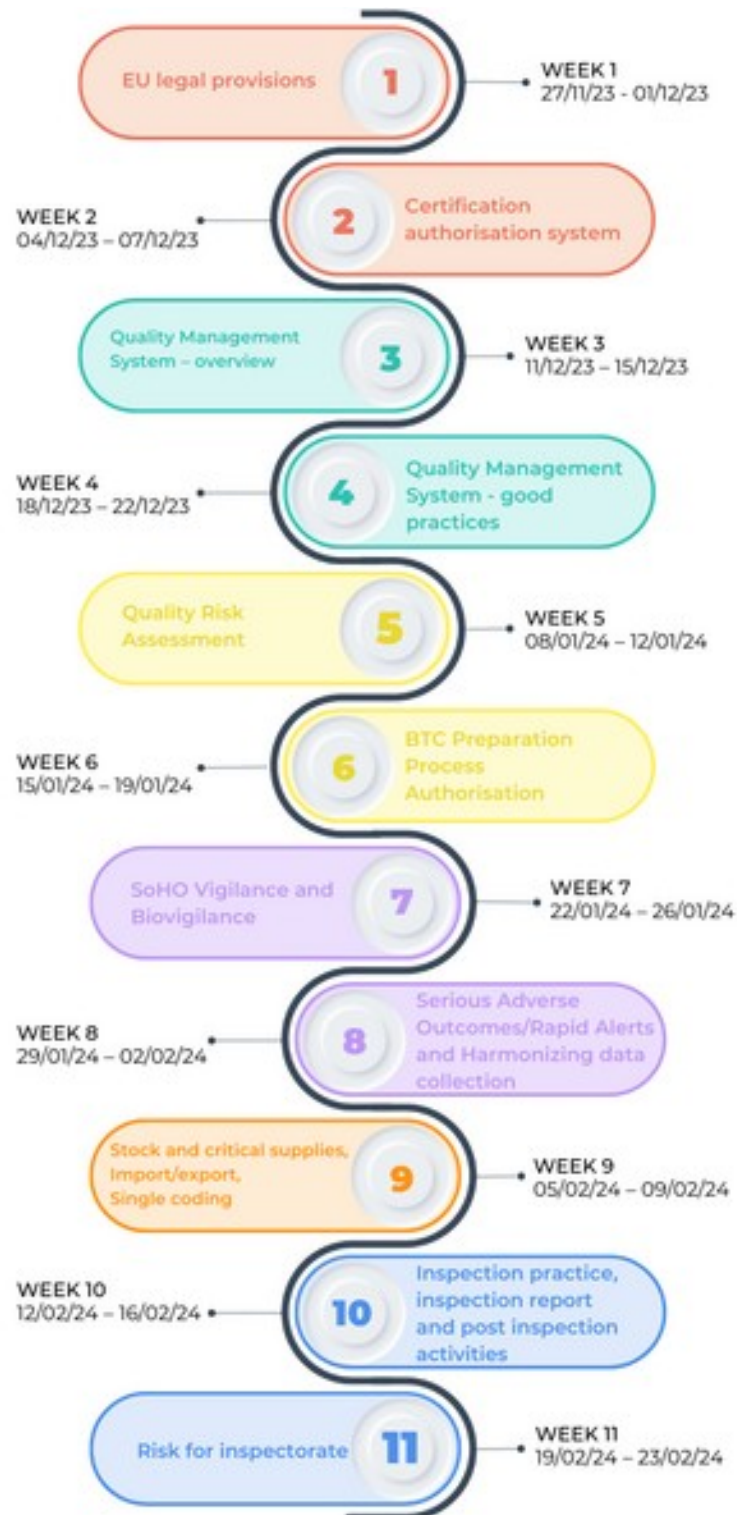 EU legal provisions
1
WEEK 1
27/11/23 - 01/12/23
WEEK 2
04/12/23 – 07/12/23
2
Certification
authorisation system
Quality Management
System – overview
3
WEEK 3
11/12/23 – 15/12/23
WEEK 4
18/12/23 – 22/12/23
4
Quality Management
System - good
practices
Quality Risk
Assessment
5
WEEK 5
08/01/24 – 12/01/24
WEEK 6
15/01/24 – 19/01/24
6
BTC Preparation
Process
Authorisation
SoHO Vigilance and
Biovigilance
7
WEEK 7
22/01/24 – 26/01/24
WEEK 8
29/01/24 – 02/02/24
8
Serious Adverse
Outcomes/Rapid Alerts
and Harmonizing data
collection
Stock and critical supplies,
Import/export,
Single coding
9
WEEK 9
05/02/24 – 09/02/24
WEEK 10
12/02/24 – 16/02/24
10
Inspection practice,
inspection report
and post inspection
activities
Risk for inspectorate
11
WEEK 11
19/02/24 – 23/02/24